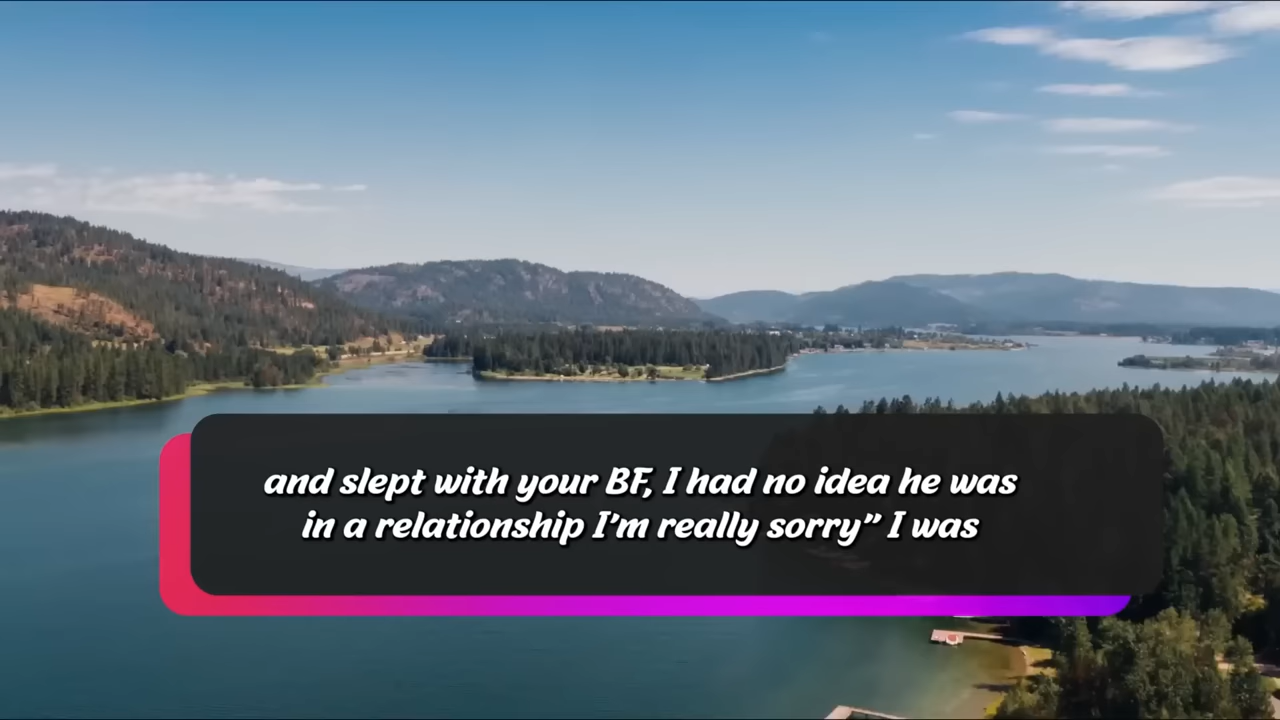 and slept with your BF, I had no idea he was
in a relationship I'm really sorry” I was